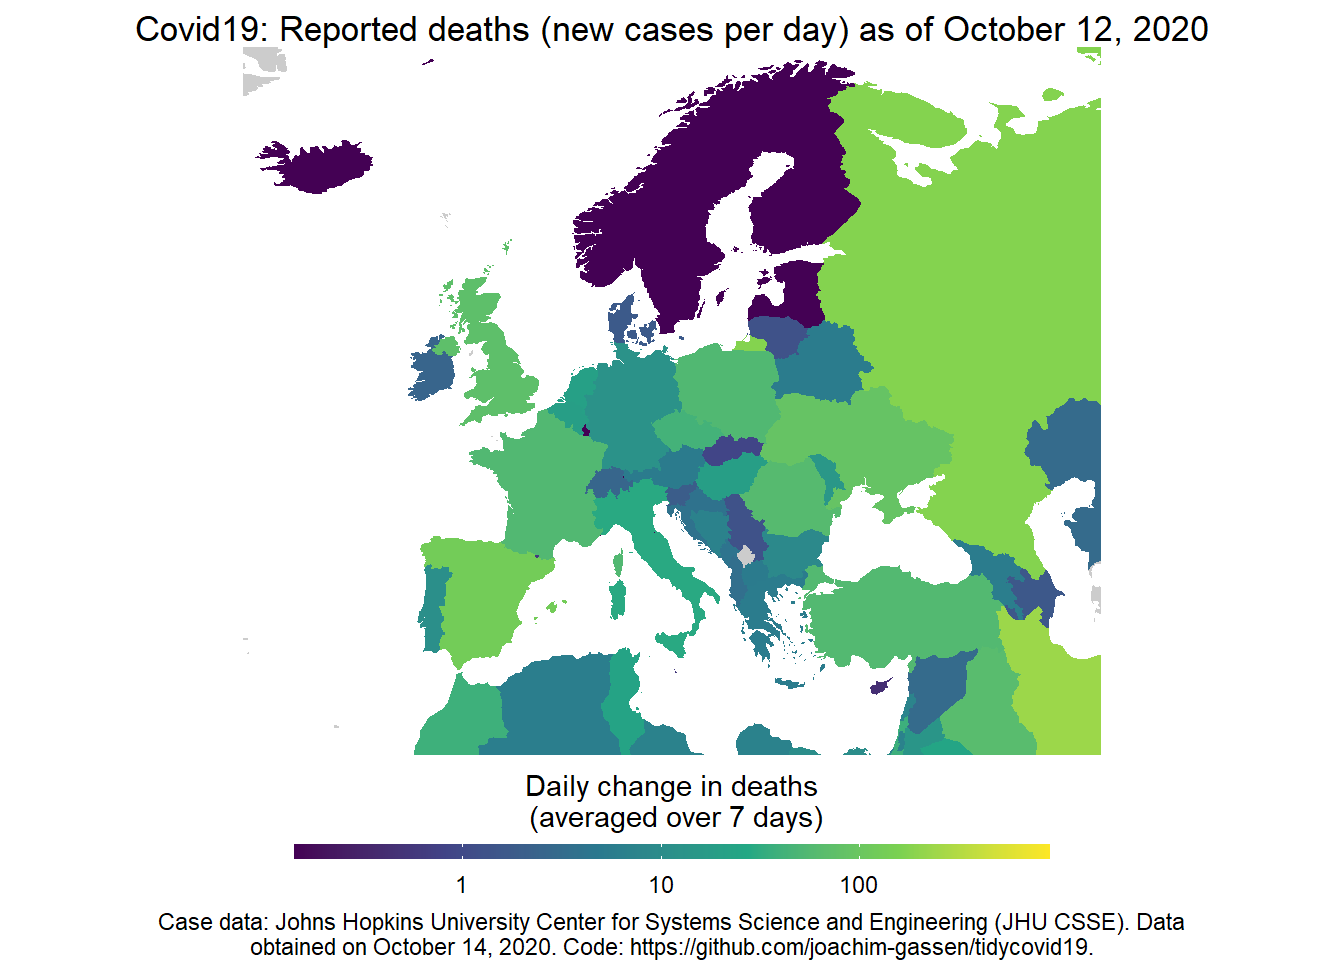 Covid19: Reported deaths (new cases per day) as of October 12, 2020
Daily change in deaths
(averaged over 7 days)
1 10 100
Case data: Johns Hopkins University Center for Systems Science and Engineering (JHU CSSE). Data
obtained on October 14, 2020. Code: https://github.com/joachim-gassen/tidycovid19.